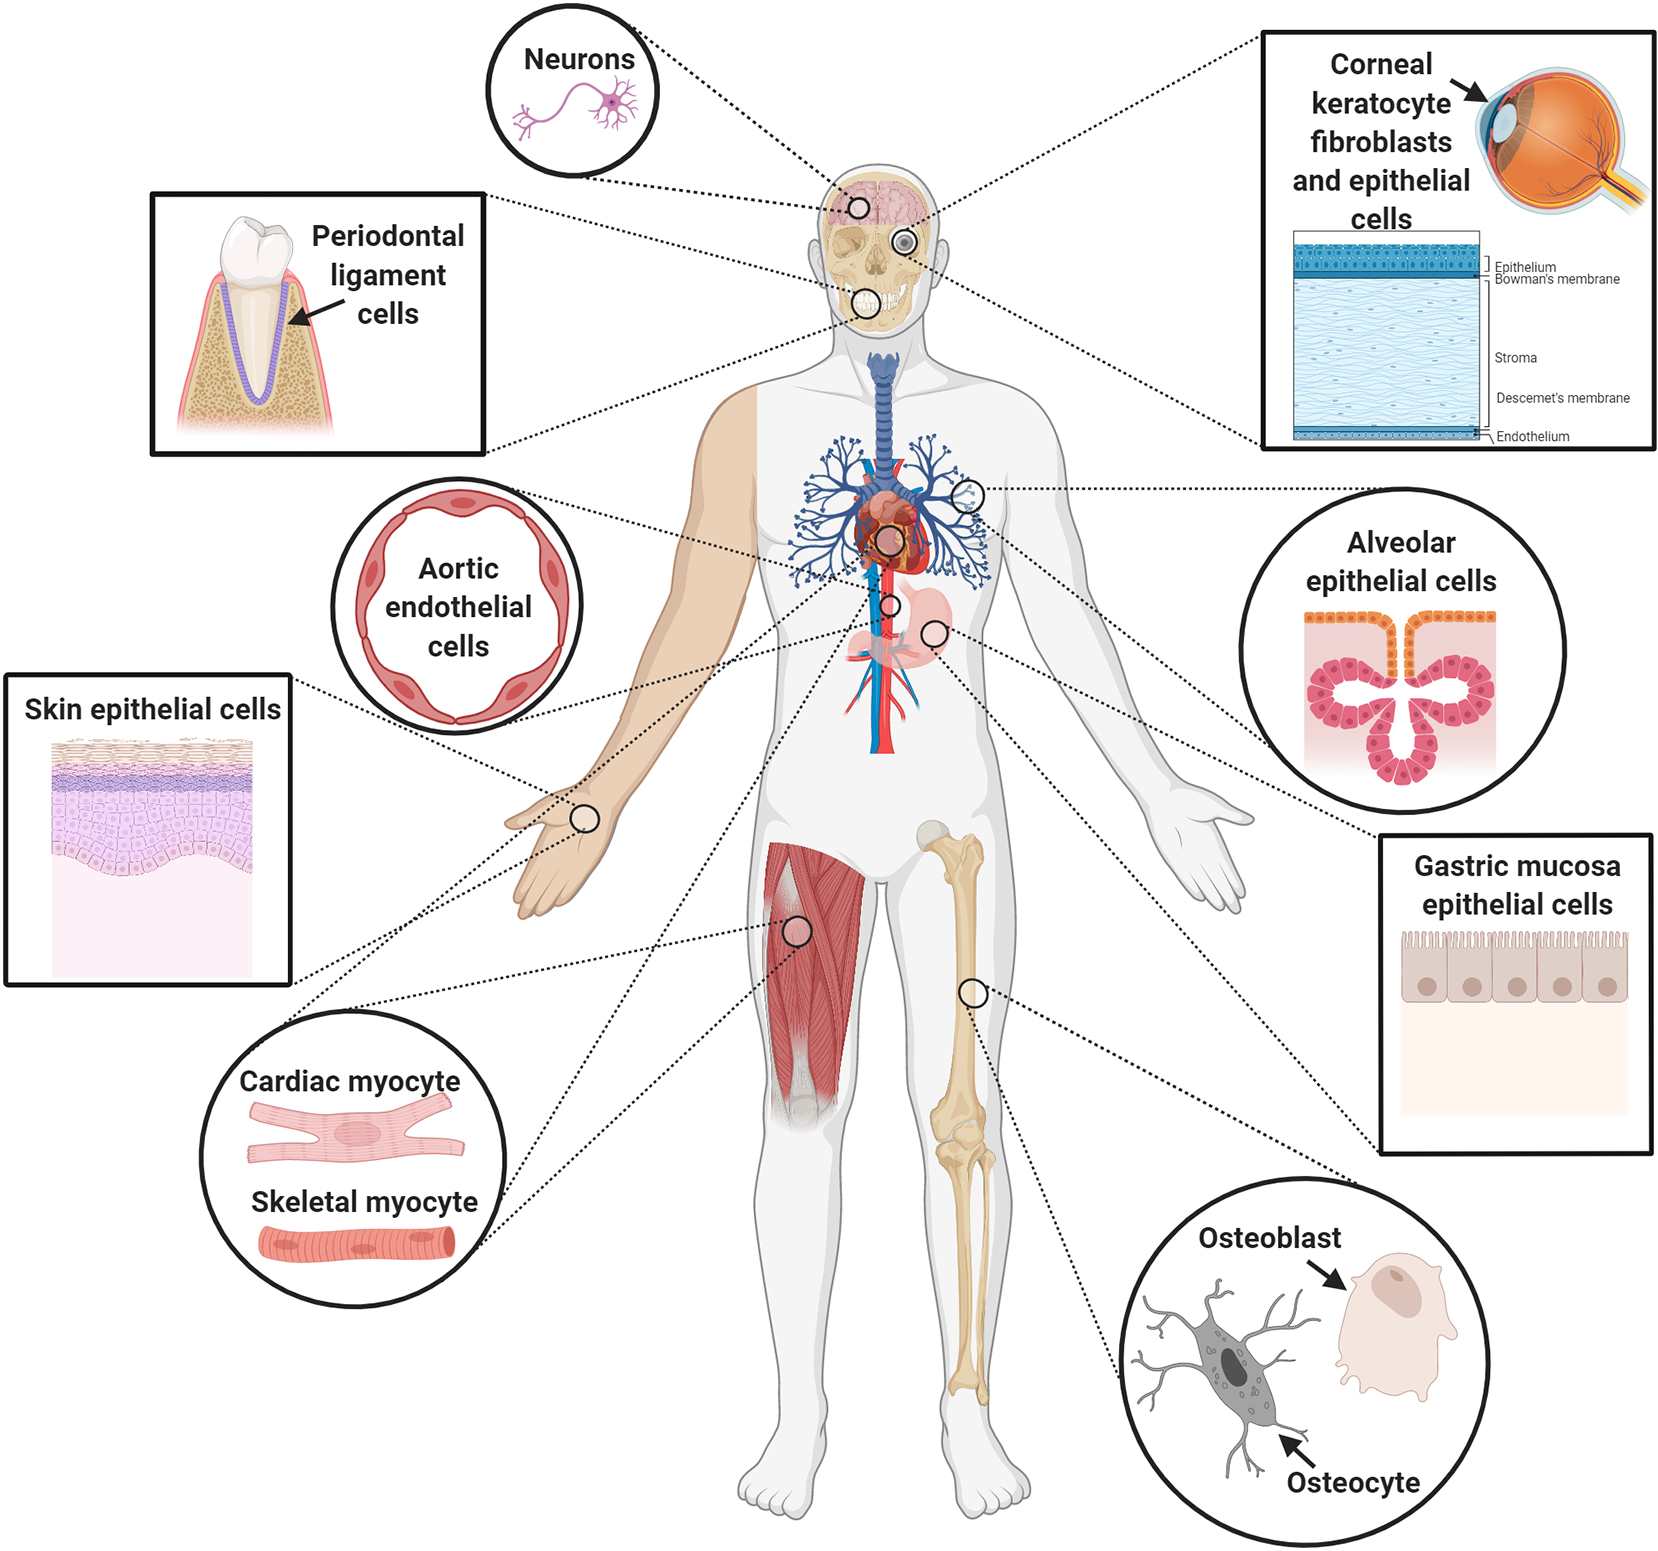 Neurons
Corneal
keratocyte
fibroblasts
and epithelial
cells
Epithelium
Bowman's membrane
Stroma
Descemet's membrane
Endothelium
Periodontal
ligament
cells
Aortic
endothelial
cells
Alveolar
epithelial cells
Skin epithelial cells
Gastric mucosa
epithelial cells
Cardiac myocyte
Skeletal myocyte
Osteoblast
Osteocyte